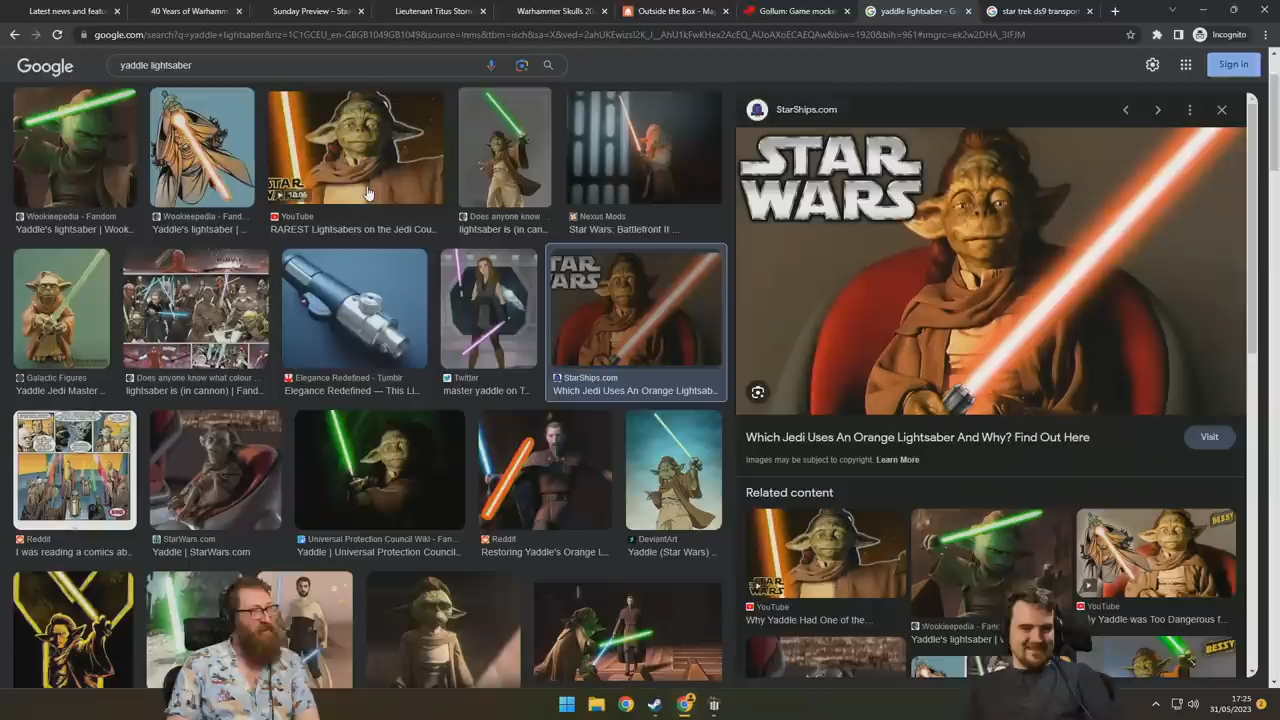 Latest news and featu
40 Years of Warhamm
Sunday Preview – Sta
Lieutenant Titus Storn
Warhammer Skulls 20
Outside the Box - Mag
Gollum: Game mocke
yaddle lightsaber - G
star trek ds9 transport
google.com/search?q=yaddle+lightsaber&rlz=1C1GCEU_en-GBGB1049GB1049&source=lnms&tbm=isch&sa=X&ved=2ahUKEwizsI2K_J__AhU1kFwKHex2AcEQ_AUoAXoECAEQAw&biw=1920&bih=961#imgrc=ek2w2DHA_3IFJM
Incognito
Google
yaddle lightsaber
Sign in
StarShips.com
STAR
WARS
10:06
Wookieepedia - Fandom
Yaddle's lightsaber | Wook...
Wookieepedia - Fand...
Yaddle's lightsaber | ...
YouTube
RAREST Lightsabers on the Jedi Cou...
Does anyone know ...
lightsaber is (in can...
Nexus Mods
Star Wars: Battlefront II ...
Galactic Figures
Yaddle Jedi Master ...
Does anyone know what colour ...
lightsaber is (in cannon) | Fand...
Elegance Redefined - Tumblr
Elegance Redefined — This Li...
Twitter
master yaddle on T...
StarShips.com
Which Jedi Uses An Orange Lightsab...
Which Jedi Uses An Orange Lightsaber And Why? Find Out Here
Visit
Images may be subject to copyright. Learn More
Related content
Reddit
I was reading a comics ab...
StarWars.com
Yaddle | StarWars.com
Universal Protection Council Wiki - Fan...
Yaddle | Universal Protection Council...
Reddit
Restoring Yaddle's Orange L...
DeviantArt
Yaddle (Star Wars) ...
BESSY
YouTube
Why Yaddle Had One of the...
Wookieepedia - Fan
Yaddle's lightsaber |
YouTube
y Yaddle was Too Dangerous f...
BESSY
17:25
31/05/2023